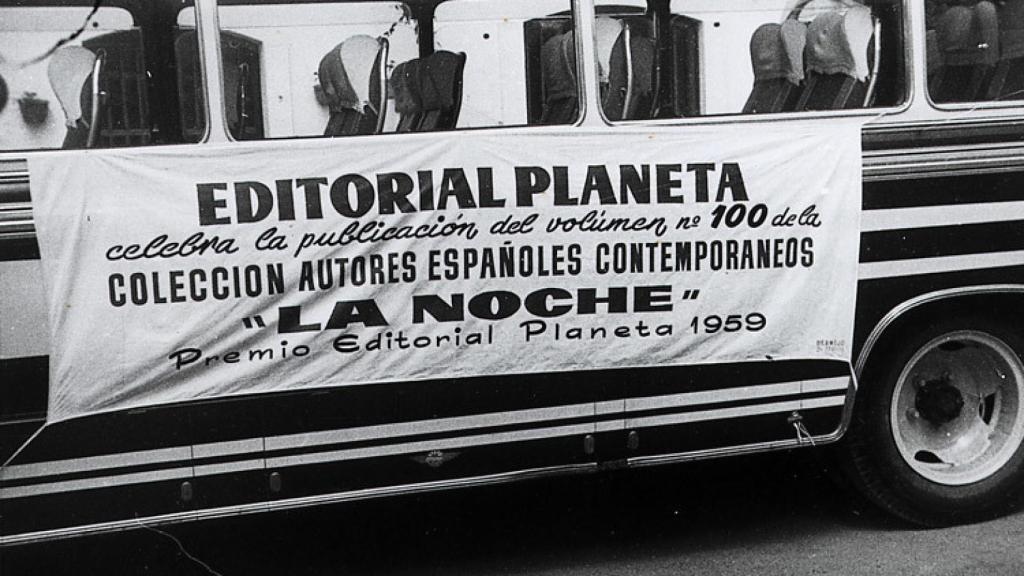 EDITORIAL PLANETA
celebra la publicación del volúmen nº 100 de la
COLECCION AUTORES ESPAÑOLES CONTEMPORANEOS
"LA NOCHE"
Premio Editorial Planeta 1959